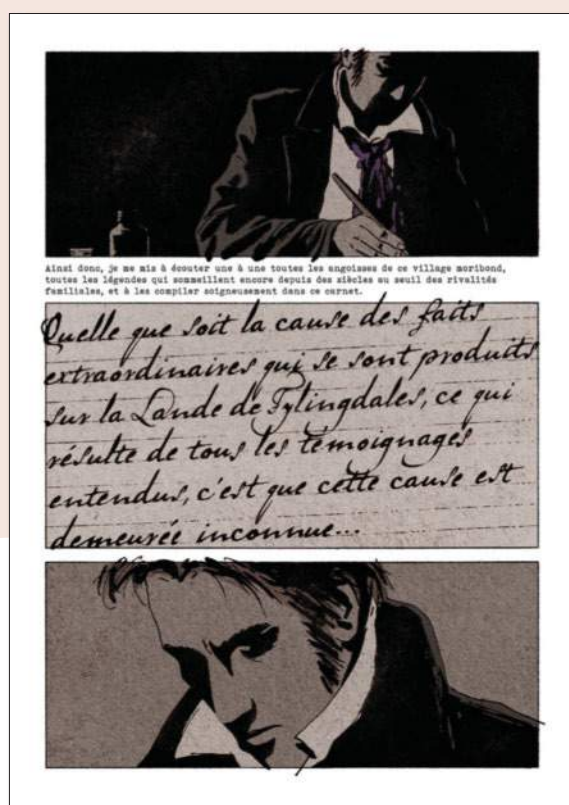 Ainsi donc, je me mis à écouter une à une toutes les angoisses de ce village moribond,
toutes les légendes qui sommeillent encore depuis des siècles au seuil des rivalités
familiales, et à les compiler soigneusement dans ce carnet.
Quelle que soit la cause des faits
extraordinaires qui se sont produits
sur la Lande de Fylingdales, ce qui
résulte de tous les témoignages
entendus, c'est que cette cause est
demeurée inconnue...